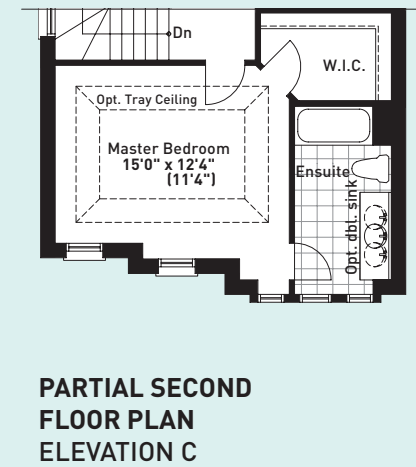 Dn
W.I.C.
Opt. Tray Ceiling
Master Bedroom
15'0" x 12'4"
(11'4")
Ensuite
Opt. dbl. sink
PARTIAL SECOND
FLOOR PLAN
ELEVATION C